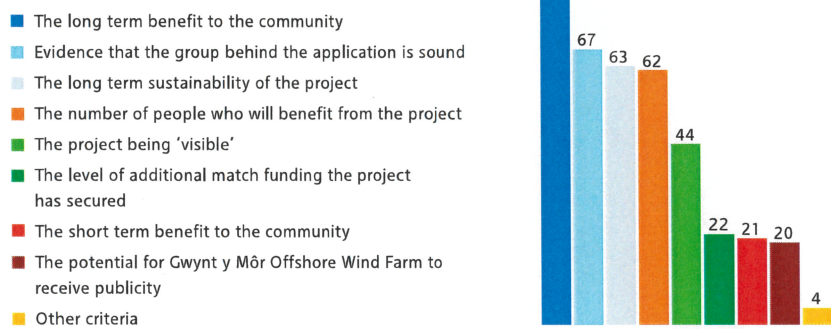 The long term benefit to the community
Evidence that the group behind the application is sound
The long term sustainability of the project
The number of people who will benefit from the project
The project being ‘visible’
The level of additional match funding the project
has secured
The short term benefit to the community
The potential for Gwynt y Môr Offshore Wind Farm to
receive publicity
Other criteria
67
63
62
44
22
21
20
4